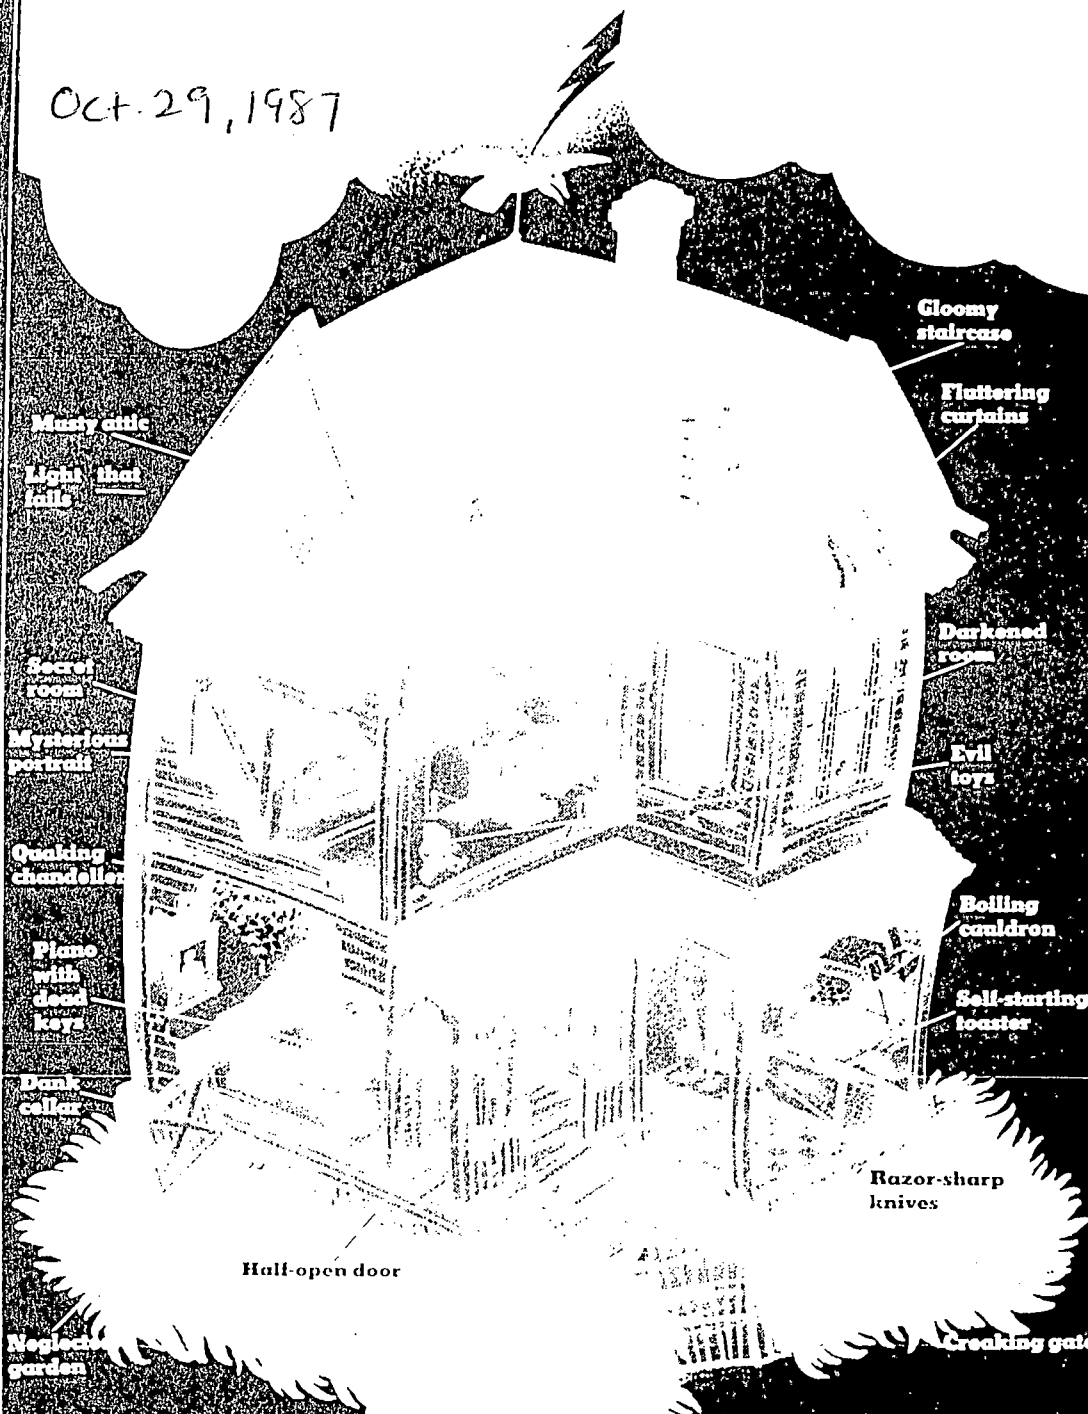 Oct. 29, 1987
Gloomy
staircase
Fluttering
curtains
Musty attic
Light that
fails
Darkened
room
Secret
room
Mysterious
portrait
Evil
toys
Quaking
chandelier
Boiling
cauldron
Piano
with
dead
keys
Self-starting
toaster
Dank
cellar
Razor-sharp
knives
Half-open door
Neglect
garden
Creaking gate